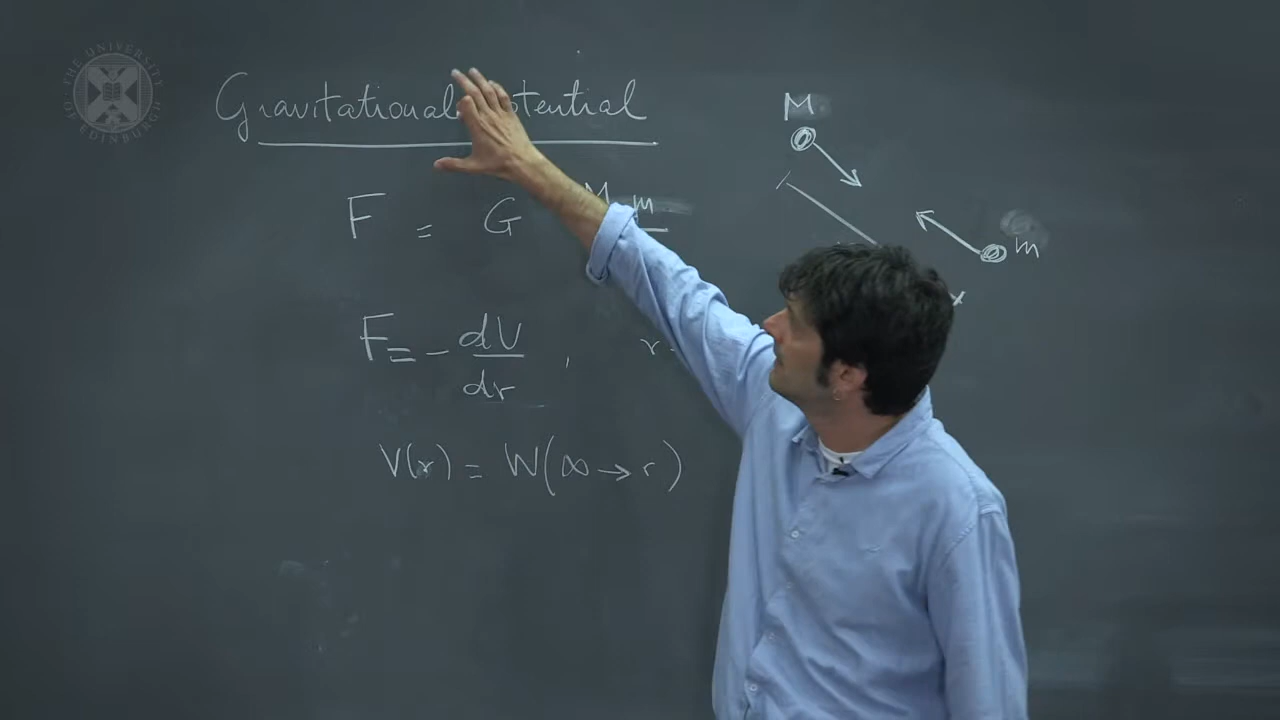 THE UNIVERSITY OF EDINBURGH
Gravitational
F = G M m
F ≡ - dV/dr ,
V(r) = W(∞→r)
M
m